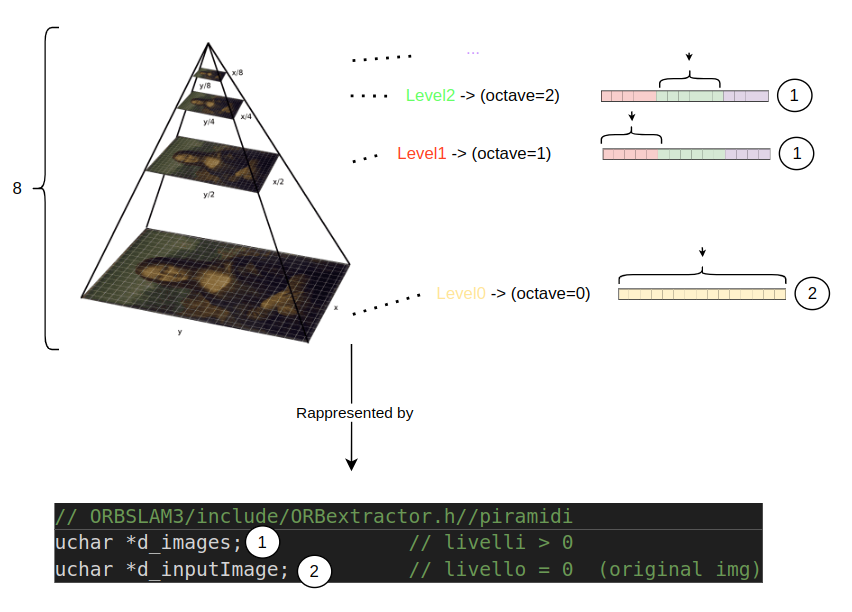 ...
x/8
y/8
Level2 -> (octave=2)
1
y/4
x/4
Level1 -> (octave=1)
1
8
x/2
y/2
Level0 -> (octave=0)
2
x
y
Rappresented by
// ORBSLAM3/include/ORBextractor.h//piramidi
uchar *d_images; 1 // livelli > 0
uchar *d_inputImage; 2 // livello = 0 (original img)